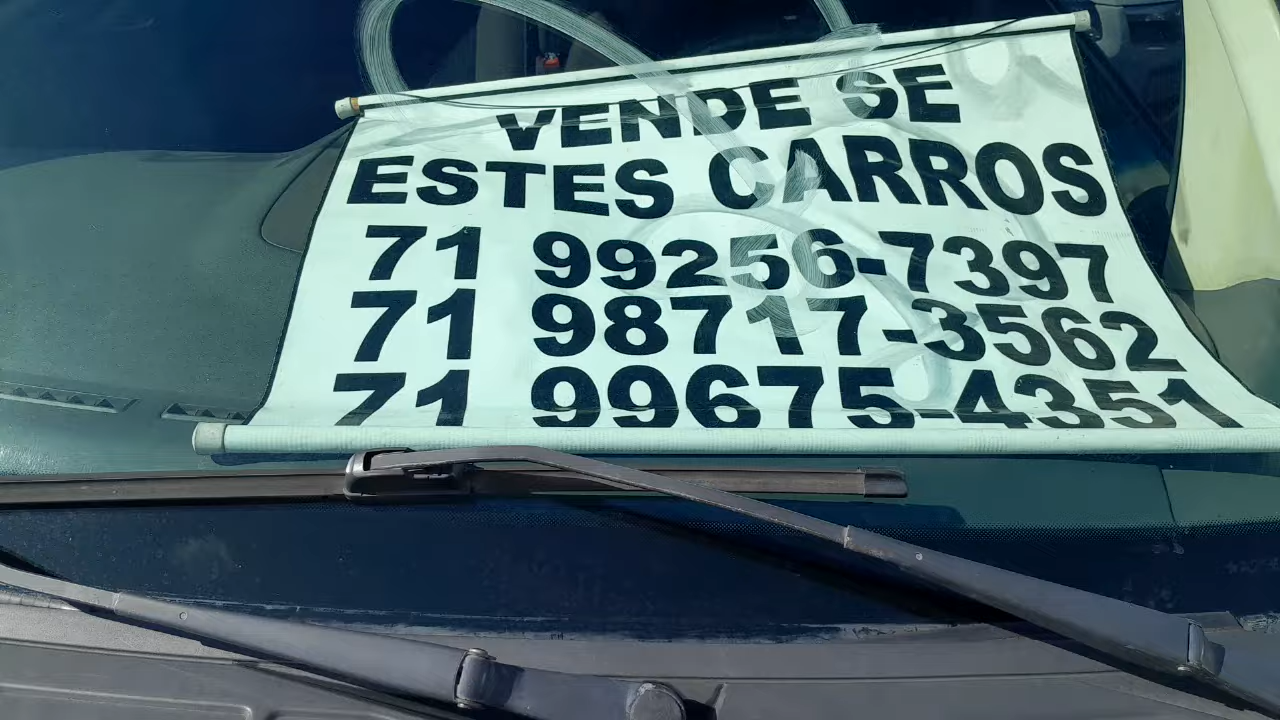 VENDE SE
ESTES CARROS
71 99256-7397
71 98717-3562
71 99675-4351